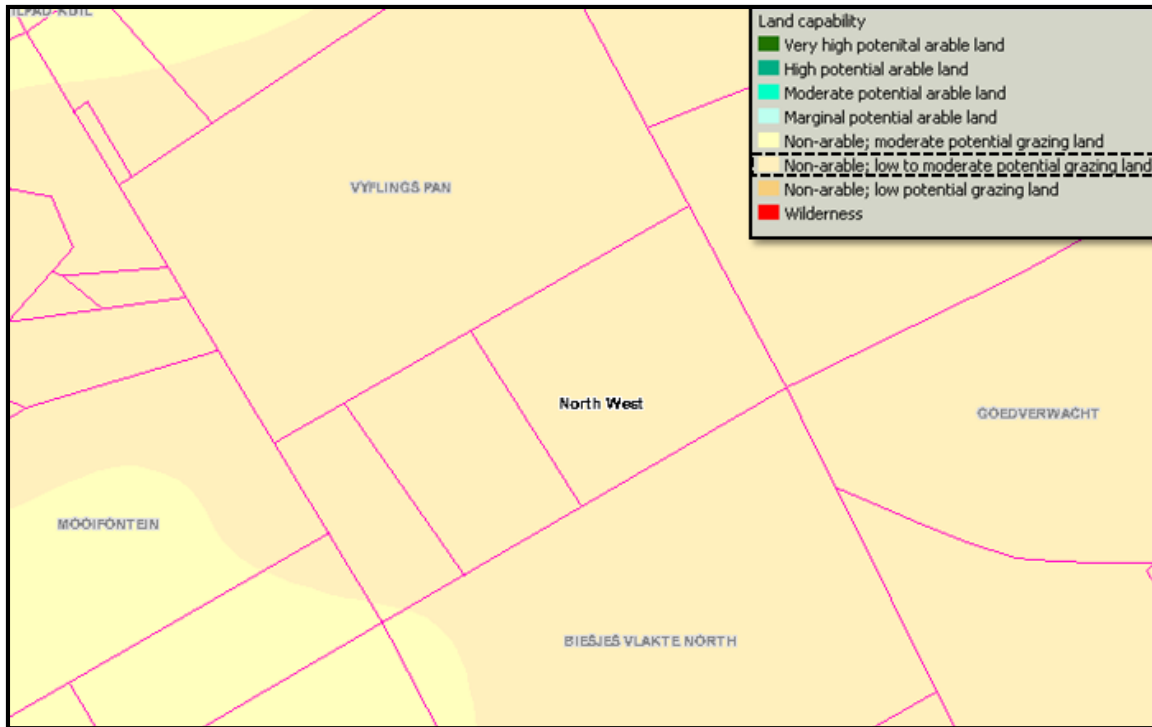 Land capability
Very high potenital arable land
High potential arable land
Moderate potential arable land
Marginal potential arable land
Non-arable; moderate potential grazing land
Non-arable; low to moderate potential grazing land
Non-arable; low potential grazing land
Wilderness
VYFLINGS PAN
North West
GOEDVERWACHT
MOOIFONTEIN
BIESJES VLAKTE NORTH